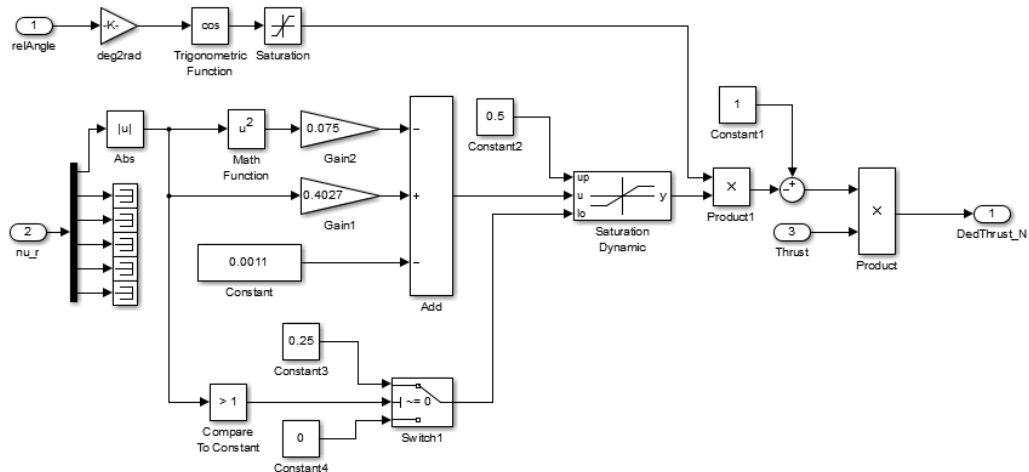 1
relAngle
-K-
deg2rad
cos
Trigonometric
Function
Saturation
|u|
Abs
u2
Math
Function
0.075
Gain2
0.4027
Gain1
0.0011
Constant
−
+
−
Add
0.5
Constant2
up
u
lo
y
Saturation
Dynamic
×
Product1
1
Constant1
−
+
3
Thrust
×
Product
1
DedThrust_N
2
nu_r
0.25
Constant3
> 1
Compare
To Constant
0
Constant4
~= 0
Switch1